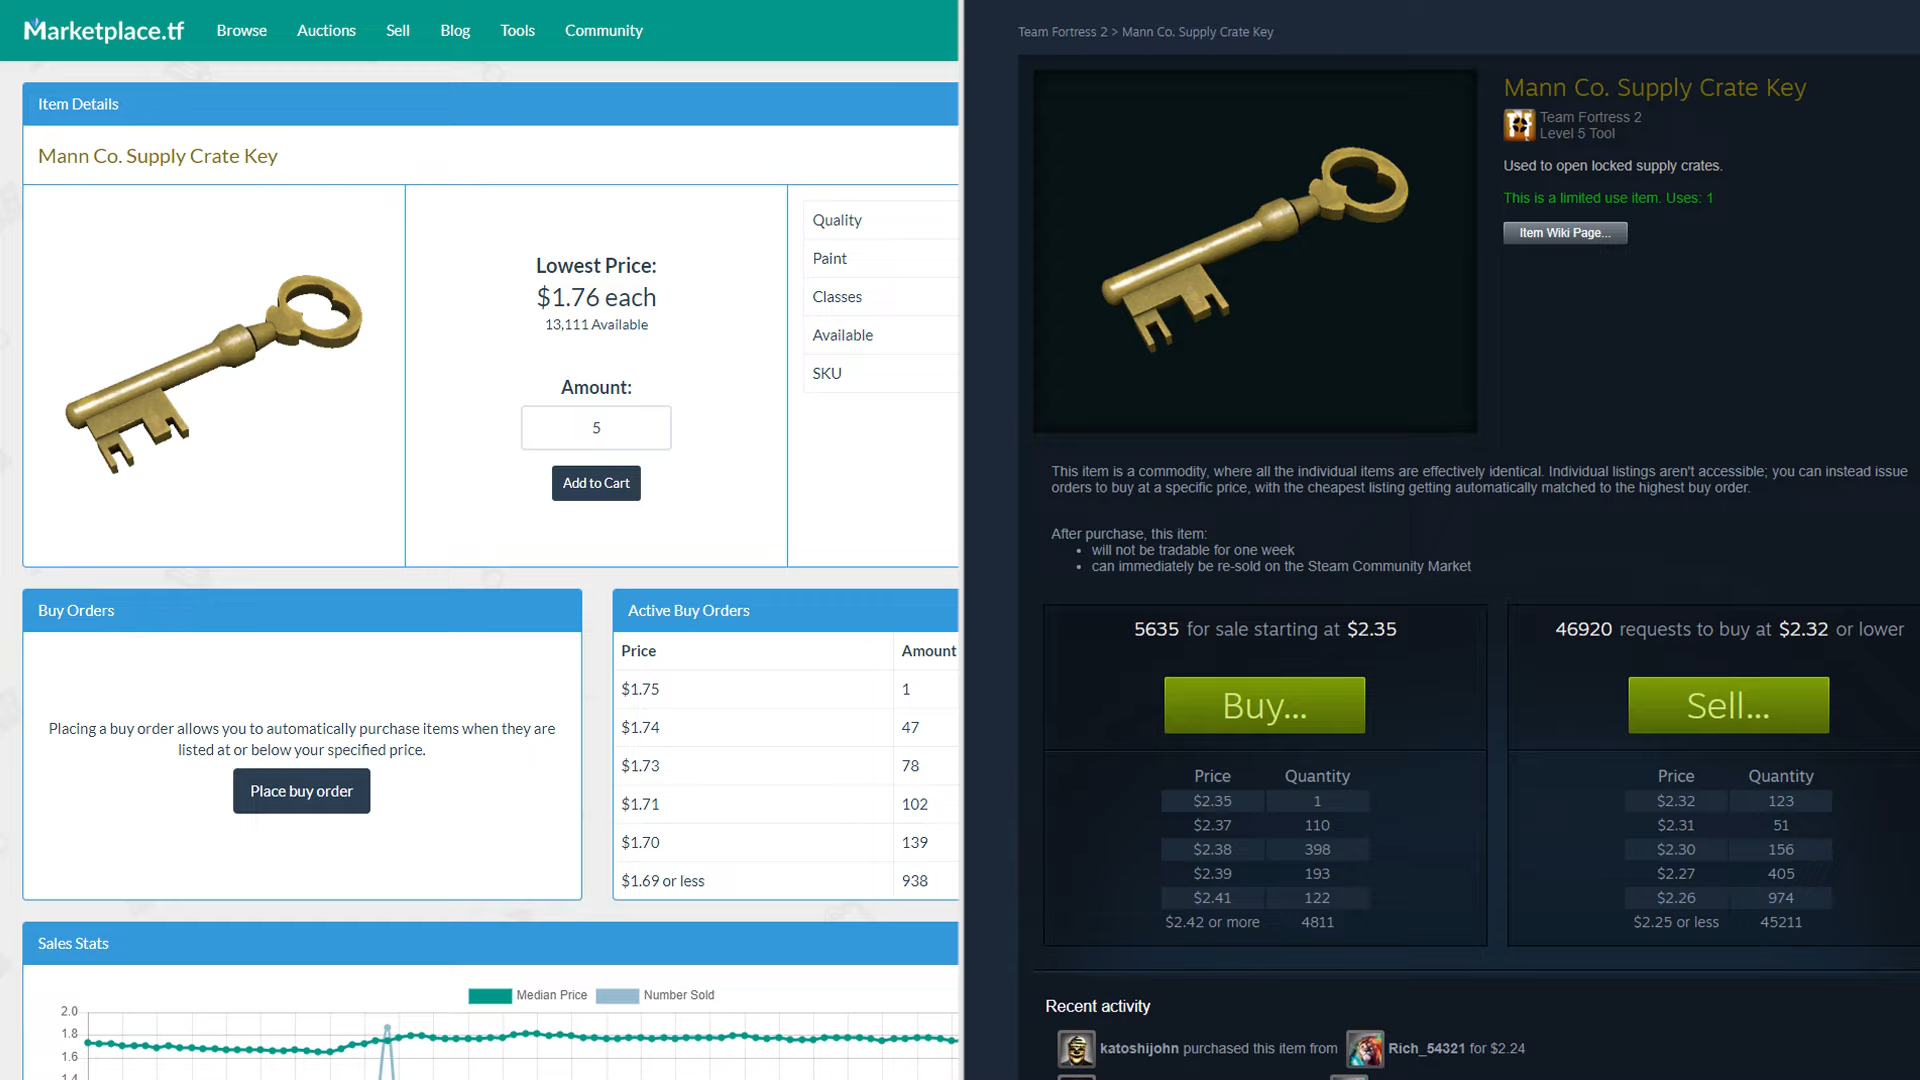 Marketplace.tf
Browse
Auctions
Sell
Blog
Tools
Community
Item Details
Mann Co. Supply Crate Key
Lowest Price:
$1.76 each
13,111 Available
Amount:
5
Add to Cart
Quality
Paint
Classes
Available
SKU
Buy Orders
Placing a buy order allows you to automatically purchase items when they are
listed at or below your specified price.
Place buy order
Active Buy Orders
Price Amount
$1.75 1
$1.74 47
$1.73 78
$1.71 102
$1.70 139
$1.69 or less 938
Sales Stats
Median Price
Number Sold
2.0
1.8
1.6
1.4
Team Fortress 2 > Mann Co. Supply Crate Key
Mann Co. Supply Crate Key
Team Fortress 2
Level 5 Tool
Used to open locked supply crates.
This is a limited use item. Uses: 1
Item Wiki Page...
This item is a commodity, where all the individual items are effectively identical. Individual listings aren't accessible; you can instead issue
orders to buy at a specific price, with the cheapest listing getting automatically matched to the highest buy order.
After purchase, this item:
• will not be tradable for one week
• can immediately be re-sold on the Steam Community Market
5635 for sale starting at $2.35
Buy...
Price Quantity
$2.35 1
$2.37 110
$2.38 398
$2.39 193
$2.41 122
$2.42 or more 4811
46920 requests to buy at $2.32 or lower
Sell...
Price Quantity
$2.32 123
$2.31 51
$2.30 156
$2.27 405
$2.26 974
$2.25 or less 45211
Recent activity
katoshijohn purchased this item from Rich_54321 for $2.24